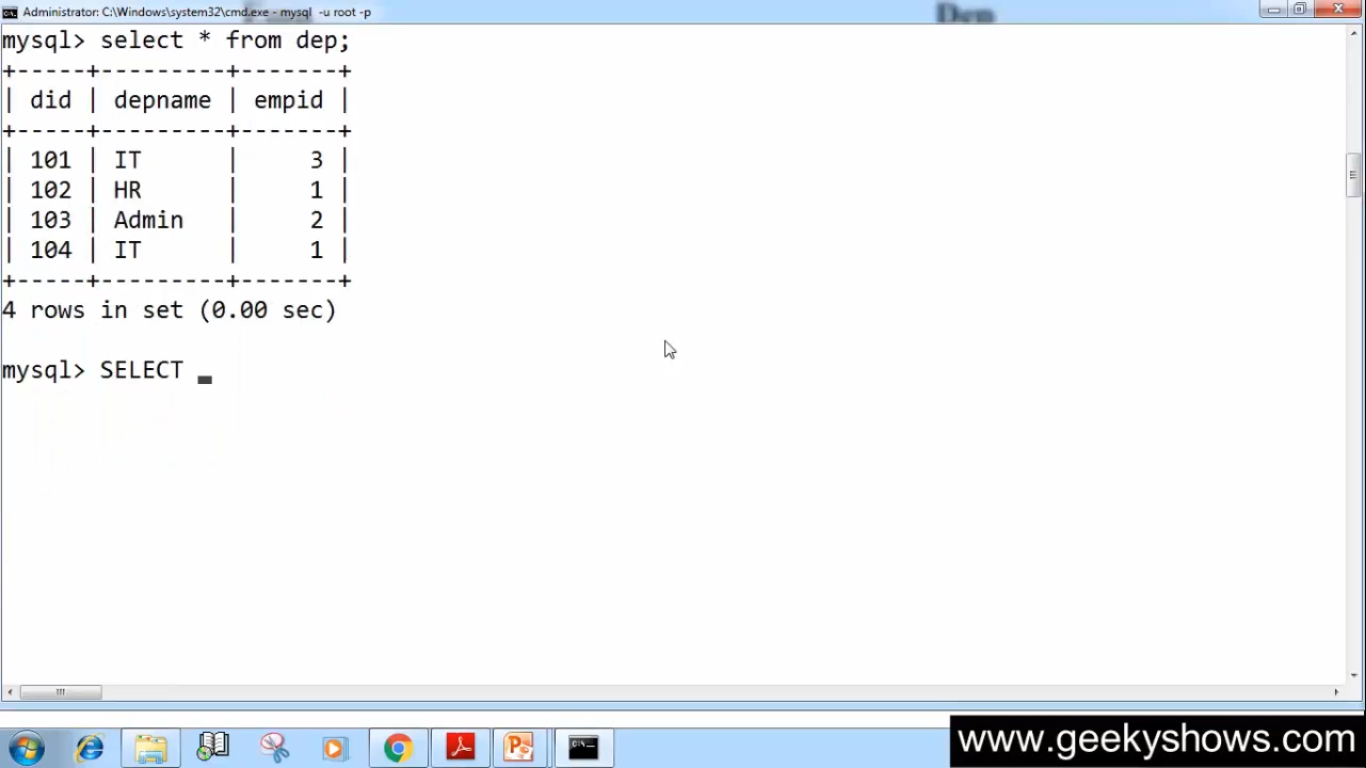 Administrator: C:\Windows\system32\cmd.exe - mysql -u root -p
Dep
mysql> select * from dep;
+-----+---------+-------+
| did | depname | empid |
+-----+---------+-------+
| 101 | IT      |     3 |
| 102 | HR      |     1 |
| 103 | Admin   |     2 |
| 104 | IT      |     1 |
+-----+---------+-------+
4 rows in set (0.00 sec)
mysql> SELECT _
www.geekyshows.com